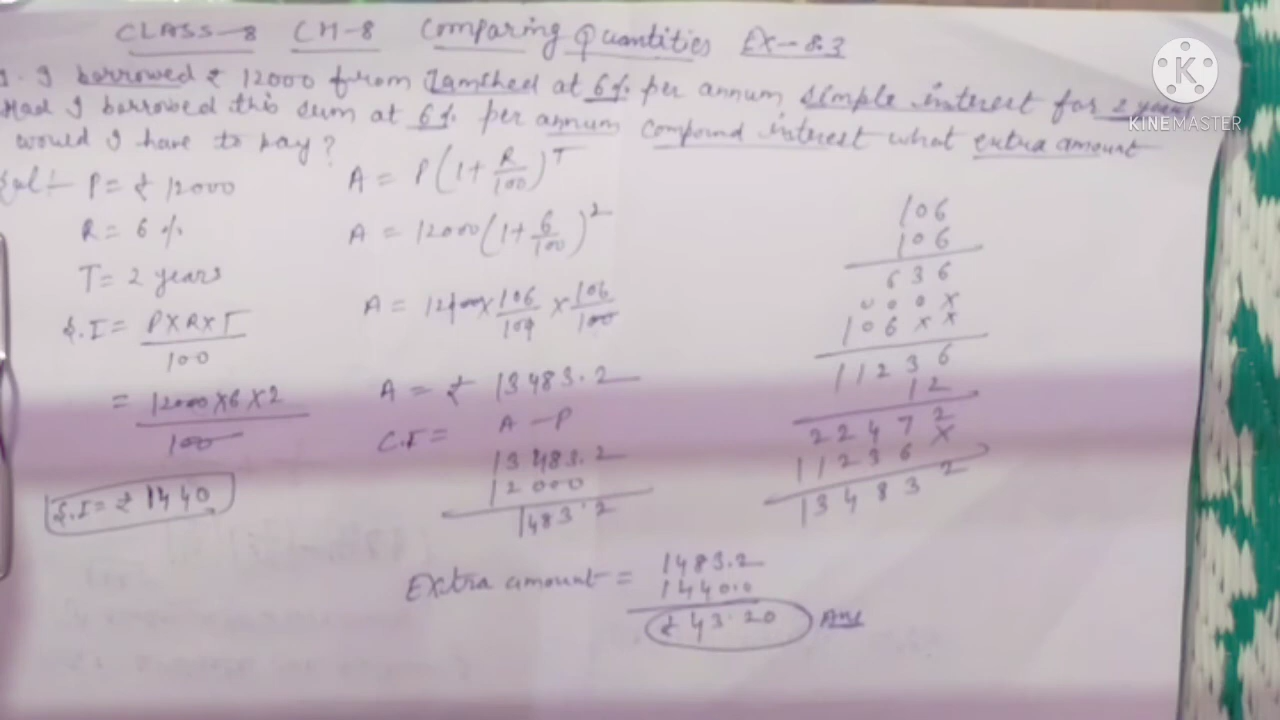 CLASS-8 CH-8 Comparing Quantities EX-8.3
I borrowed ₹ 12000 from Jamshed at 6% per annum simple interest for 2 years
Had I borrowed this sum at 6% per annum compound interest what extra amount
would I have to pay?
Sol:- P = ₹ 12000
R = 6 %
T = 2 years
S.I = P×R×T
100
= 12000×6×2
100
S.I = ₹ 1440
A = P(1+R/100)^T
A = 12000(1+6/100)^2
A = 12000×106/100×106/100
A = ₹ 13483.2
C.I = A - P
13483.2
12000
1483.2
106
106
636
000×
106××
11236
12
22472
11236×
134832
Extra amount = 1483.2
1440.0
₹ 43.20 Ans
KINEMASTER